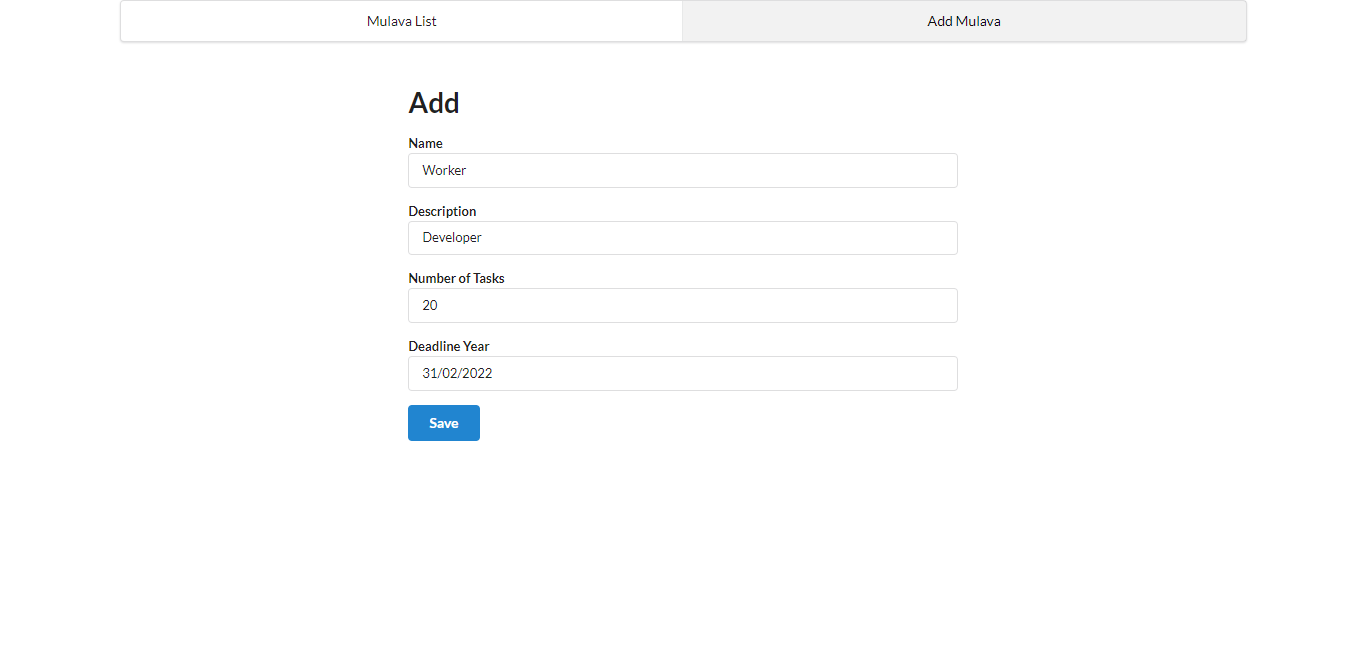 Mulava List
Add Mulava
Add
Name
Worker
Description
Developer
Number of Tasks
20
Deadline Year
31/02/2022
Save